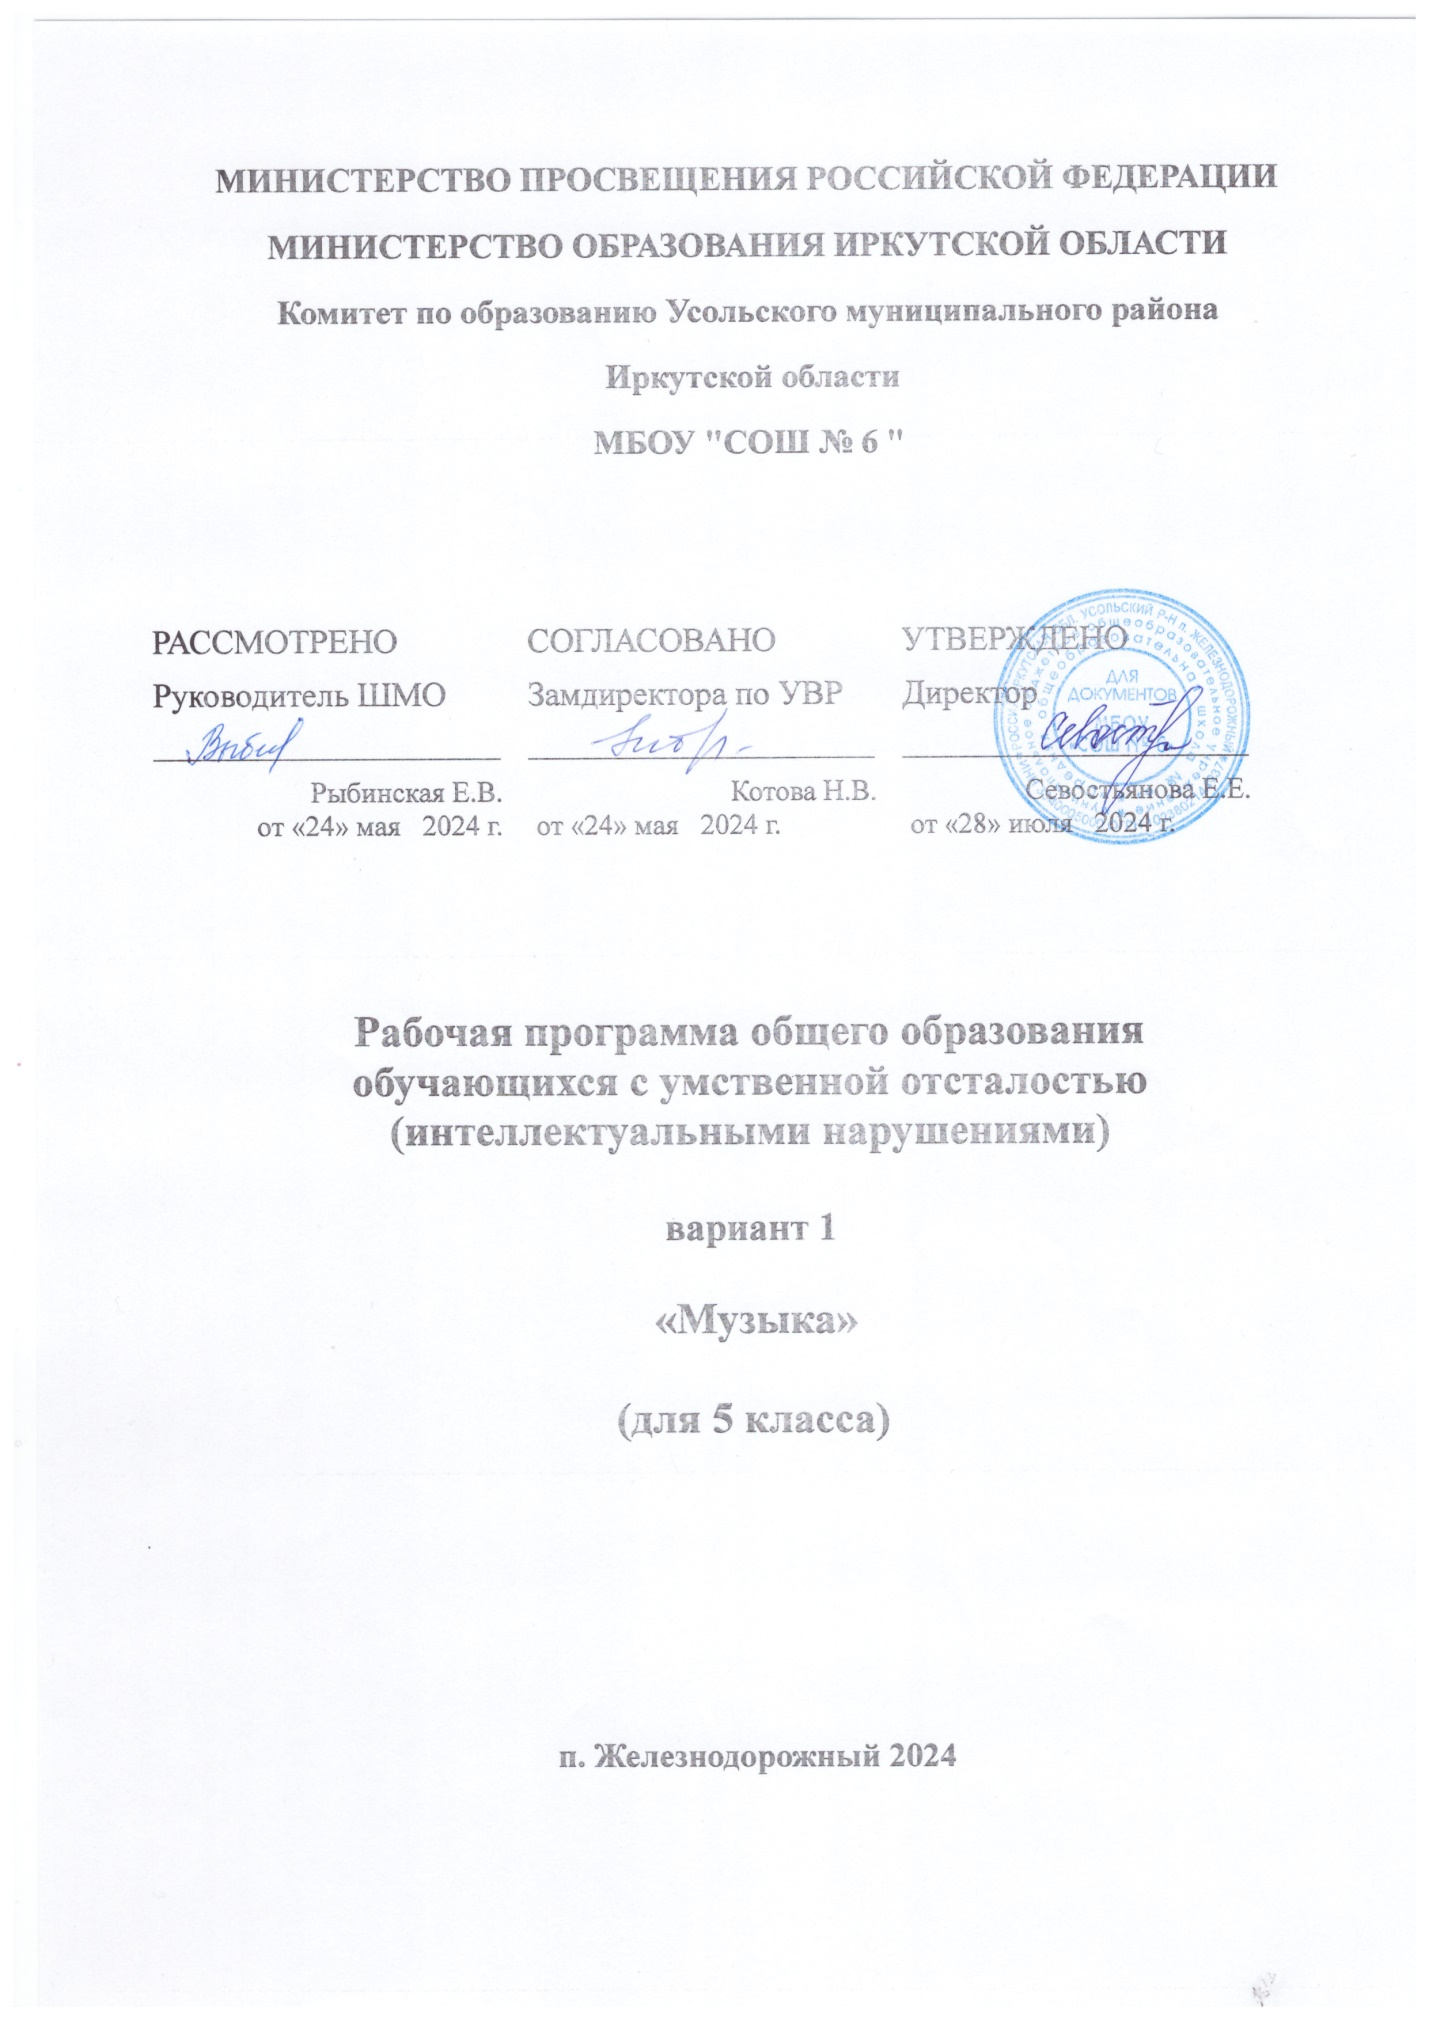 МИНИСТЕРСТВО ПРОСВЕЩЕНИЯ РОССИЙСКОЙ ФЕДЕРАЦИИ
МИНИСТЕРСТВО ОБРАЗОВАНИЯ ИРКУТСКОЙ ОБЛАСТИ
Комитет по образованию Усольского муниципального района
Иркутской области
МБОУ "СОШ № 6 "
РАССМОТРЕНО
Руководитель ШМО
Рыбинская Е.В.
от «24» мая 2024 г.
СОГЛАСОВАНО
Замдиректора по УВР
Котова Н.В.
от «24» мая 2024 г.
УТВЕРЖДЕНО
Директор
Севостьянова Е.Е.
от «28» июля 2024 г.
ДЛЯ
ДОКУМЕНТОВ
МБОУ
Рабочая программа общего образования
обучающихся с умственной отсталостью
(интеллектуальными нарушениями)
вариант 1
«Музыка»
(для 5 класса)
п. Железнодорожный 2024